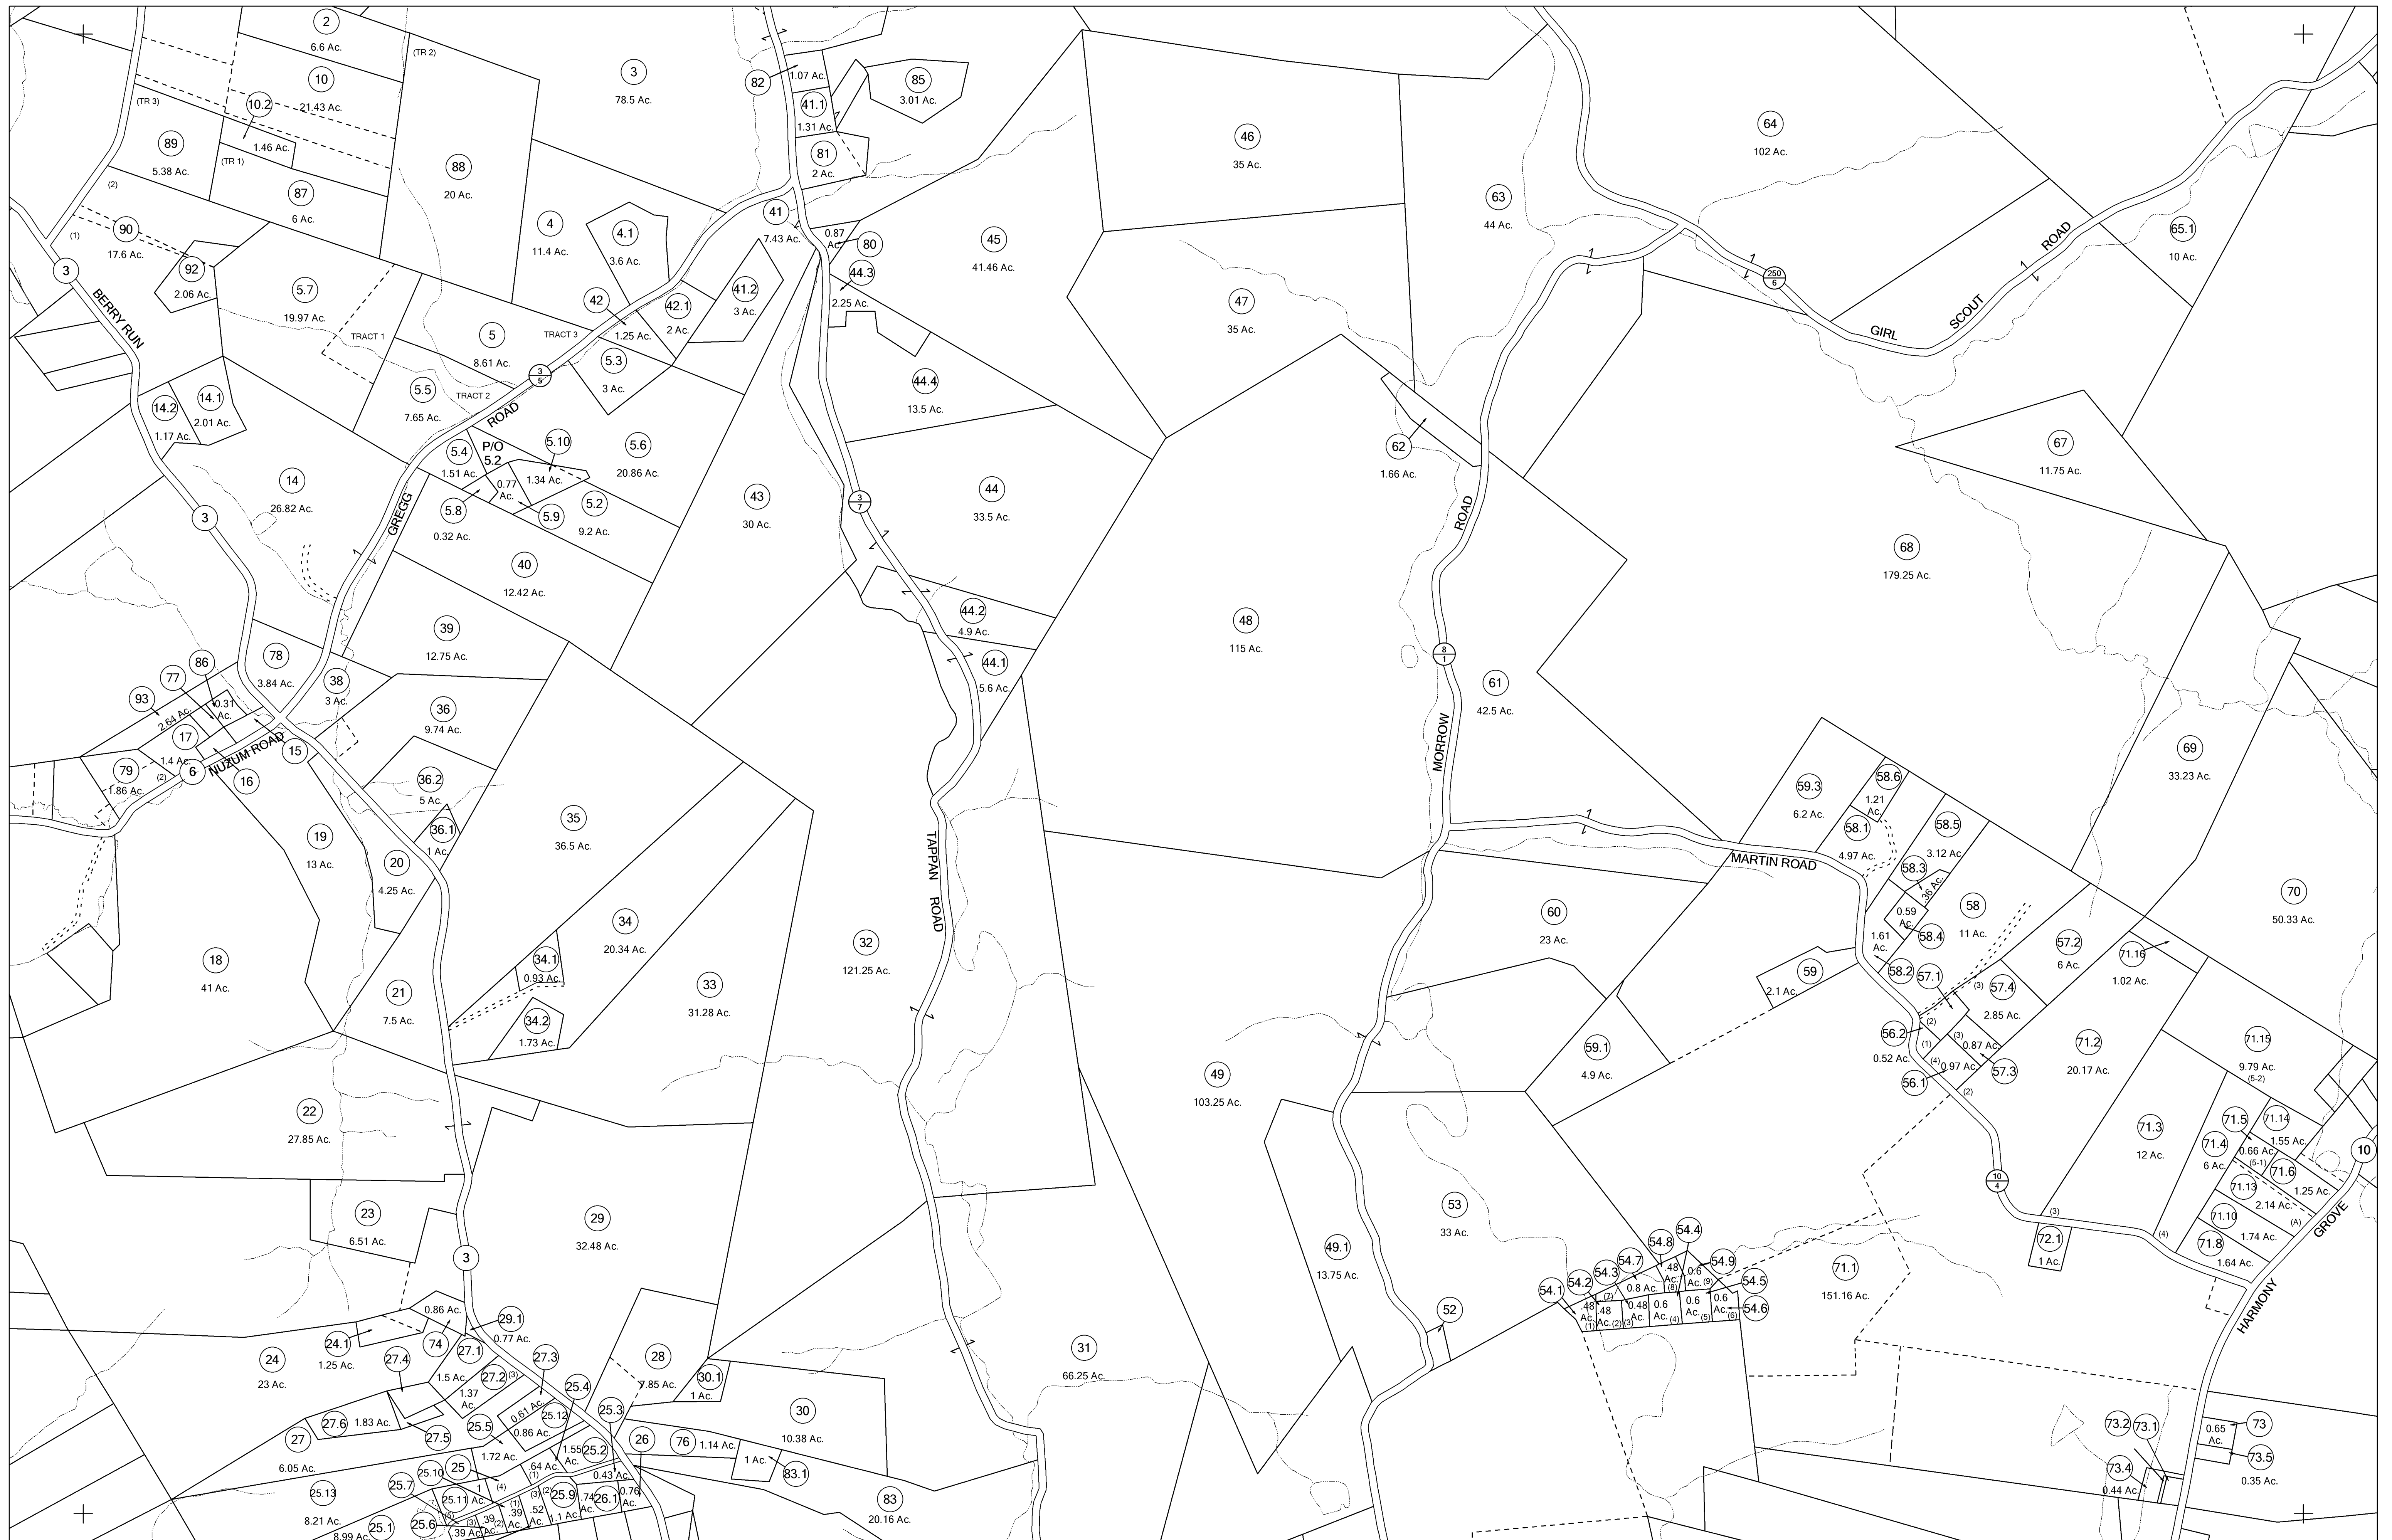 2
6.6 Ac.
(TR 2)
10
21.43 Ac.
10.2
1.46 Ac.
(TR 3)
(TR 1)
89
5.38 Ac.
(2)
87
6 Ac.
88
20 Ac.
3
78.5 Ac.
82
1.07 Ac.
41.1
1.31 Ac.
85
3.01 Ac.
81
2 Ac.
46
35 Ac.
64
102 Ac.
63
44 Ac.
65.1
10 Ac.
90
17.6 Ac.
(1)
92
2.06 Ac.
3
BERRY RUN
5.7
19.97 Ac.
4
11.4 Ac.
4.1
3.6 Ac.
41
7.43 Ac.
0.87
Ac.
80
44.3
2.25 Ac.
45
41.46 Ac.
41.2
3 Ac.
42
1.25 Ac.
42.1
2 Ac.
47
35 Ac.
250
6
GIRL
SCOUT
ROAD
TRACT 1
TRACT 3
TRACT 2
5
8.61 Ac.
5.3
3 Ac.
3
5
5.5
7.65 Ac.
ROAD
GREGG
14.2
1.17 Ac.
14.1
2.01 Ac.
44.4
13.5 Ac.
62
1.66 Ac.
67
11.75 Ac.
5.4
1.51 Ac.
P/O
5.2
5.10
1.34 Ac.
0.77
Ac.
5.6
20.86 Ac.
5.8
0.32 Ac.
5.9
5.2
9.2 Ac.
14
26.82 Ac.
3
43
30 Ac.
3
7
44
33.5 Ac.
ROAD
68
179.25 Ac.
40
12.42 Ac.
39
12.75 Ac.
44.2
4.9 Ac.
44.1
5.6 Ac.
48
115 Ac.
8
1
61
42.5 Ac.
MORROW
86
77
93
2.64 Ac.
0.31
Ac.
78
3.84 Ac.
38
3 Ac.
36
9.74 Ac.
17
1.4 Ac.
79
1.86 Ac.
(2)
6
NUZUM ROAD
15
16
36.2
5 Ac.
36.1
1 Ac.
69
33.23 Ac.
59.3
6.2 Ac.
58.6
1.21
Ac.
58.1
4.97 Ac.
58.5
3.12 Ac.
58.3
.36 Ac.
MARTIN ROAD
19
13 Ac.
20
4.25 Ac.
35
36.5 Ac.
TAPPAN
ROAD
0.59
Ac.
58.4
58
11 Ac.
1.61
Ac.
58.2
70
50.33 Ac.
60
23 Ac.
34
20.34 Ac.
32
121.25 Ac.
34.1
0.93 Ac.
18
41 Ac.
21
7.5 Ac.
33
31.28 Ac.
34.2
1.73 Ac.
59
2.1 Ac.
57.1
(3)
57.4
2.85 Ac.
57.2
6 Ac.
71.16
1.02 Ac.
56.2
0.52 Ac.
(2)
(1)
(3)
0.87 Ac.
(4)
0.97 Ac.
57.3
56.1
(2)
59.1
4.9 Ac.
49
103.25 Ac.
71.2
20.17 Ac.
71.15
9.79 Ac.
(5-2)
22
27.85 Ac.
71.3
12 Ac.
71.5
71.14
1.55 Ac.
71.4
6 Ac.
0.66 Ac.
(5-1)
71.6
1.25 Ac.
10
71.13
2.14 Ac.
(A)
71.10
1.74 Ac.
71.8
1.64 Ac.
GROVE
HARMONY
10
4
(3)
(4)
72.1
1 Ac.
23
6.51 Ac.
3
29
32.48 Ac.
53
33 Ac.
49.1
13.75 Ac.
54.4
54.8
54.7
54.3
54.2
54.1
54.9
54.5
54.6
.48
Ac.
(8)
0.6
Ac.
(9)
0.8 Ac.
(7)
.48
Ac.
(1)
.48
Ac.
(2)
0.48
(3)
Ac.
0.6
Ac.
(4)
0.6
Ac.
(5)
0.6
Ac.
(6)
71.1
151.16 Ac.
52
31
66.25 Ac.
0.86 Ac.
74
29.1
0.77 Ac.
24.1
1.25 Ac.
24
23 Ac.
27.4
27.1
1.5 Ac.
27.2
(3)
1.37
Ac.
27.3
0.61 Ac.
28
7.85 Ac.
30.1
1 Ac.
30
10.38 Ac.
25.4
25.3
25.12
0.86 Ac.
25.5
1.72 Ac.
27.6
1.83 Ac.
27.5
27
6.05 Ac.
1.55
Ac.
25.2
26
76
1.14 Ac.
1 Ac.
83.1
83
20.16 Ac.
25.13
8.21 Ac.
25.7
25.10
25
.64 Ac.
(1)
0.43 Ac.
(4)
25.11
1
Ac.
25.9
1.1 Ac.
.74
Ac.
26.1
0.76
Ac.
(1)
.39
Ac.
(3)
(2)
.52
Ac.
25.1
8.99 Ac.
25.6
(5)
(3)
.39 Ac.
.39
Ac.
(2)
73.2
73.1
73.4
0.44 Ac.
0.65
Ac.
73
73.5
0.35 Ac.